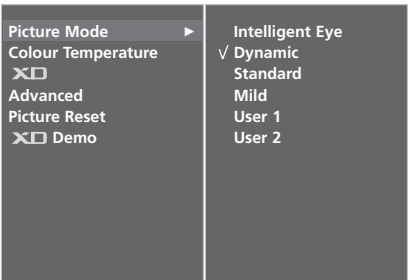 Picture Mode ►
Colour Temperature
XD
Advanced
Picture Reset
XD Demo
Intelligent Eye
√ Dynamic
Standard
Mild
User 1
User 2